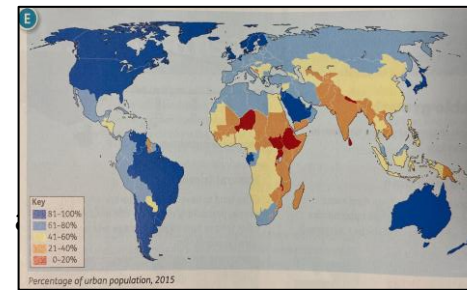 E
Key
81-100%
61-80%
41-60%
21-40%
0-20%
Percentage of urban population, 2015